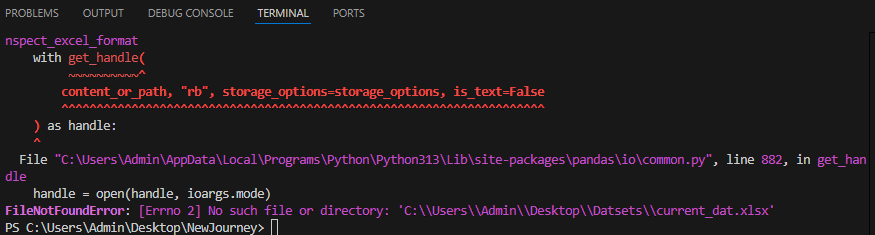 PROBLEMS OUTPUT DEBUG CONSOLE TERMINAL PORTS
nspect_excel_format
    with get_handle(
         ~~~~~~~~~~^
        content_or_path, "rb", storage_options=storage_options, is_text=False
        ^^^^^^^^^^^^^^^^^^^^^^^^^^^^^^^^^^^^^^^^^^^^^^^^^^^^^^^^^^^^^^^^^^^^^
    ) as handle:
    ^
  File "C:\Users\Admin\AppData\Local\Programs\Python\Python313\Lib\site-packages\pandas\io\common.py", line 882, in get_han
dle
    handle = open(handle, ioargs.mode)
FileNotFoundError: [Errno 2] No such file or directory: 'C:\\Users\\Admin\\Desktop\\Datsets\\current_dat.xlsx'
PS C:\Users\Admin\Desktop\NewJourney>